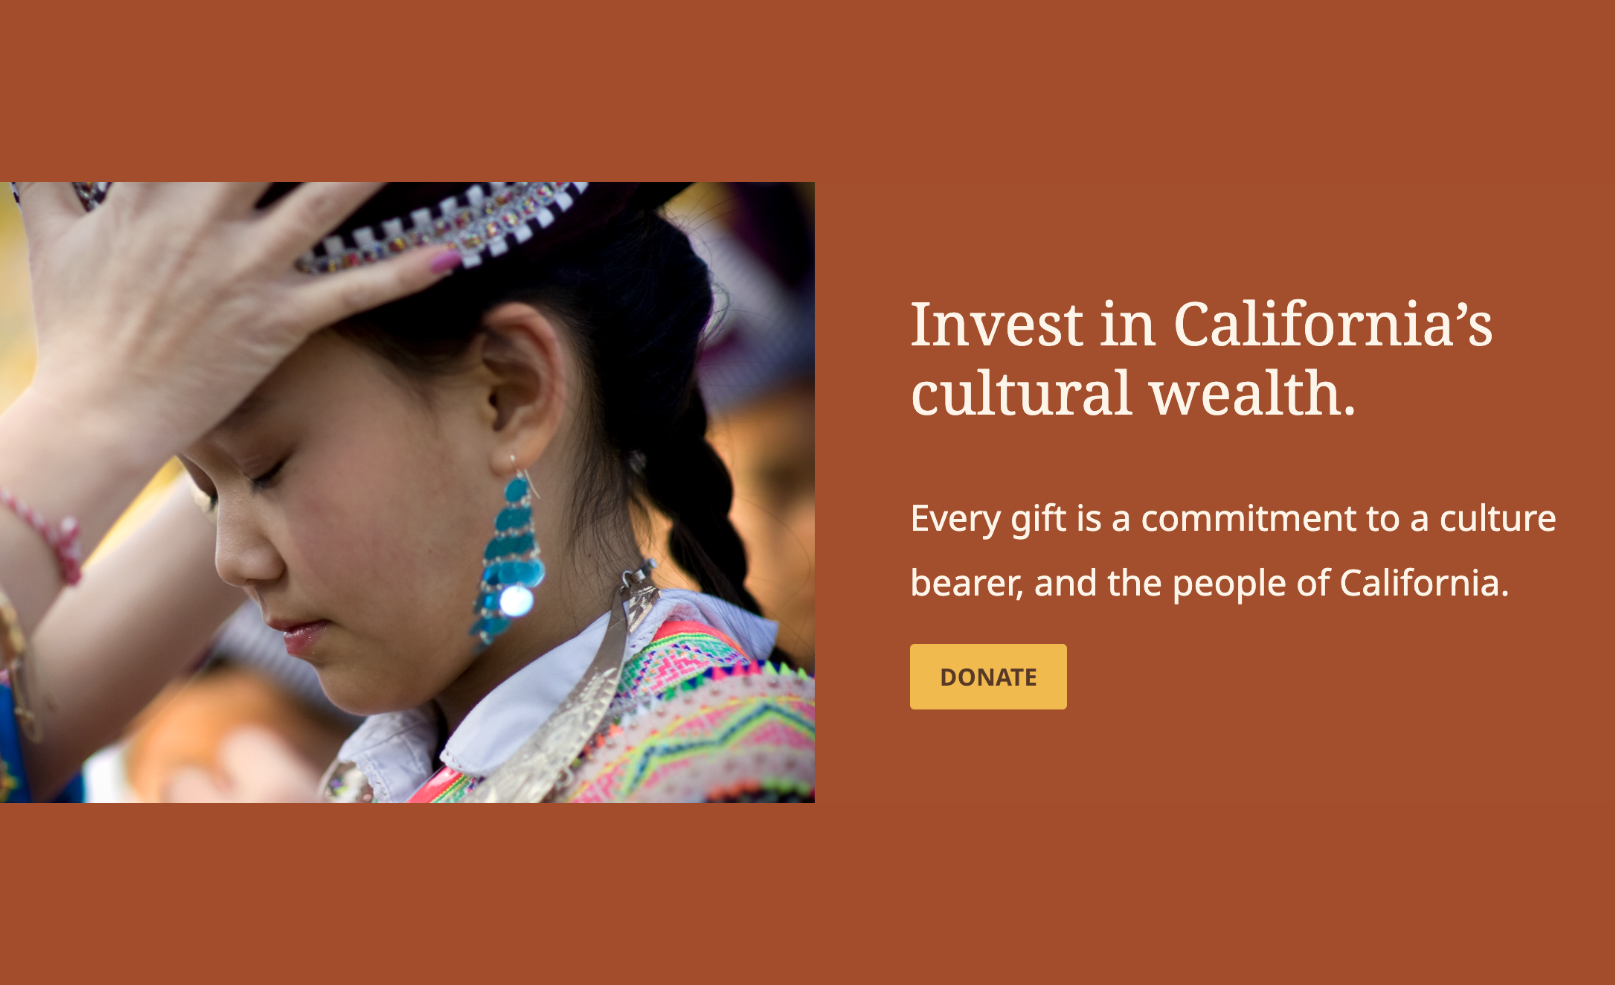 Invest in California’s
cultural wealth.
Every gift is a commitment to a culture
bearer, and the people of California.
DONATE